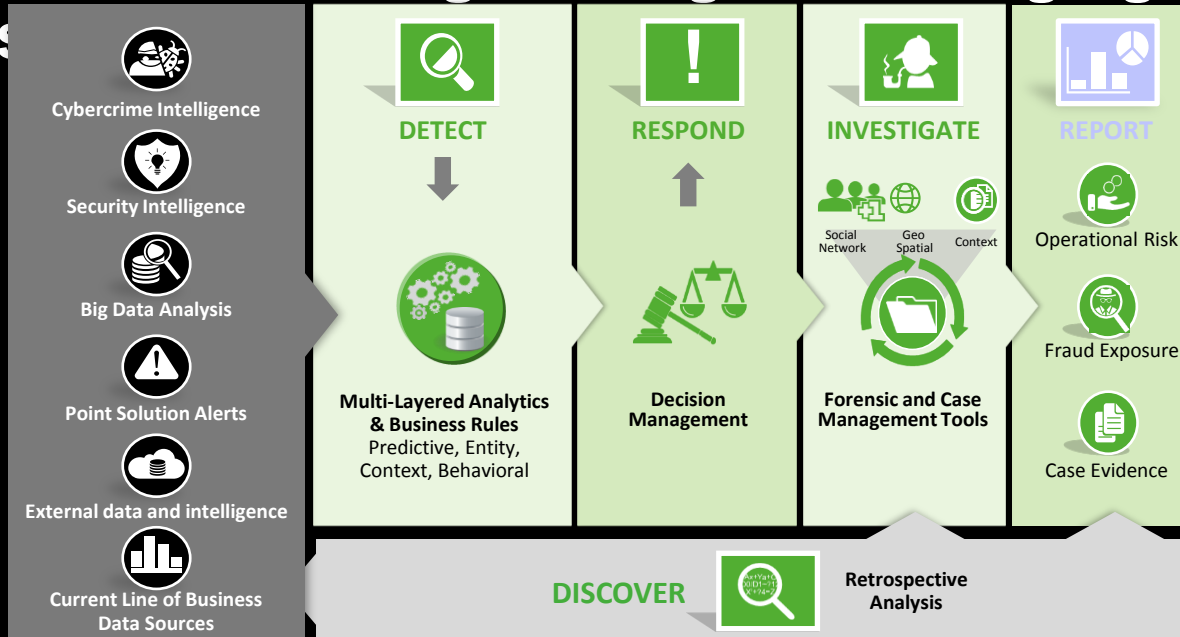 Cybercrime Intelligence
Security Intelligence
Big Data Analysis
Point Solution Alerts
External data and intelligence
Current Line of Business
Data Sources
DETECT
Multi-Layered Analytics
& Business Rules
Predictive, Entity,
Context, Behavioral
RESPOND
Decision
Management
INVESTIGATE
Social
Network
Geo
Spatial
Context
Forensic and Case
Management Tools
REPORT
Operational Risk
Fraud Exposure
Case Evidence
DISCOVER
Retrospective
Analysis